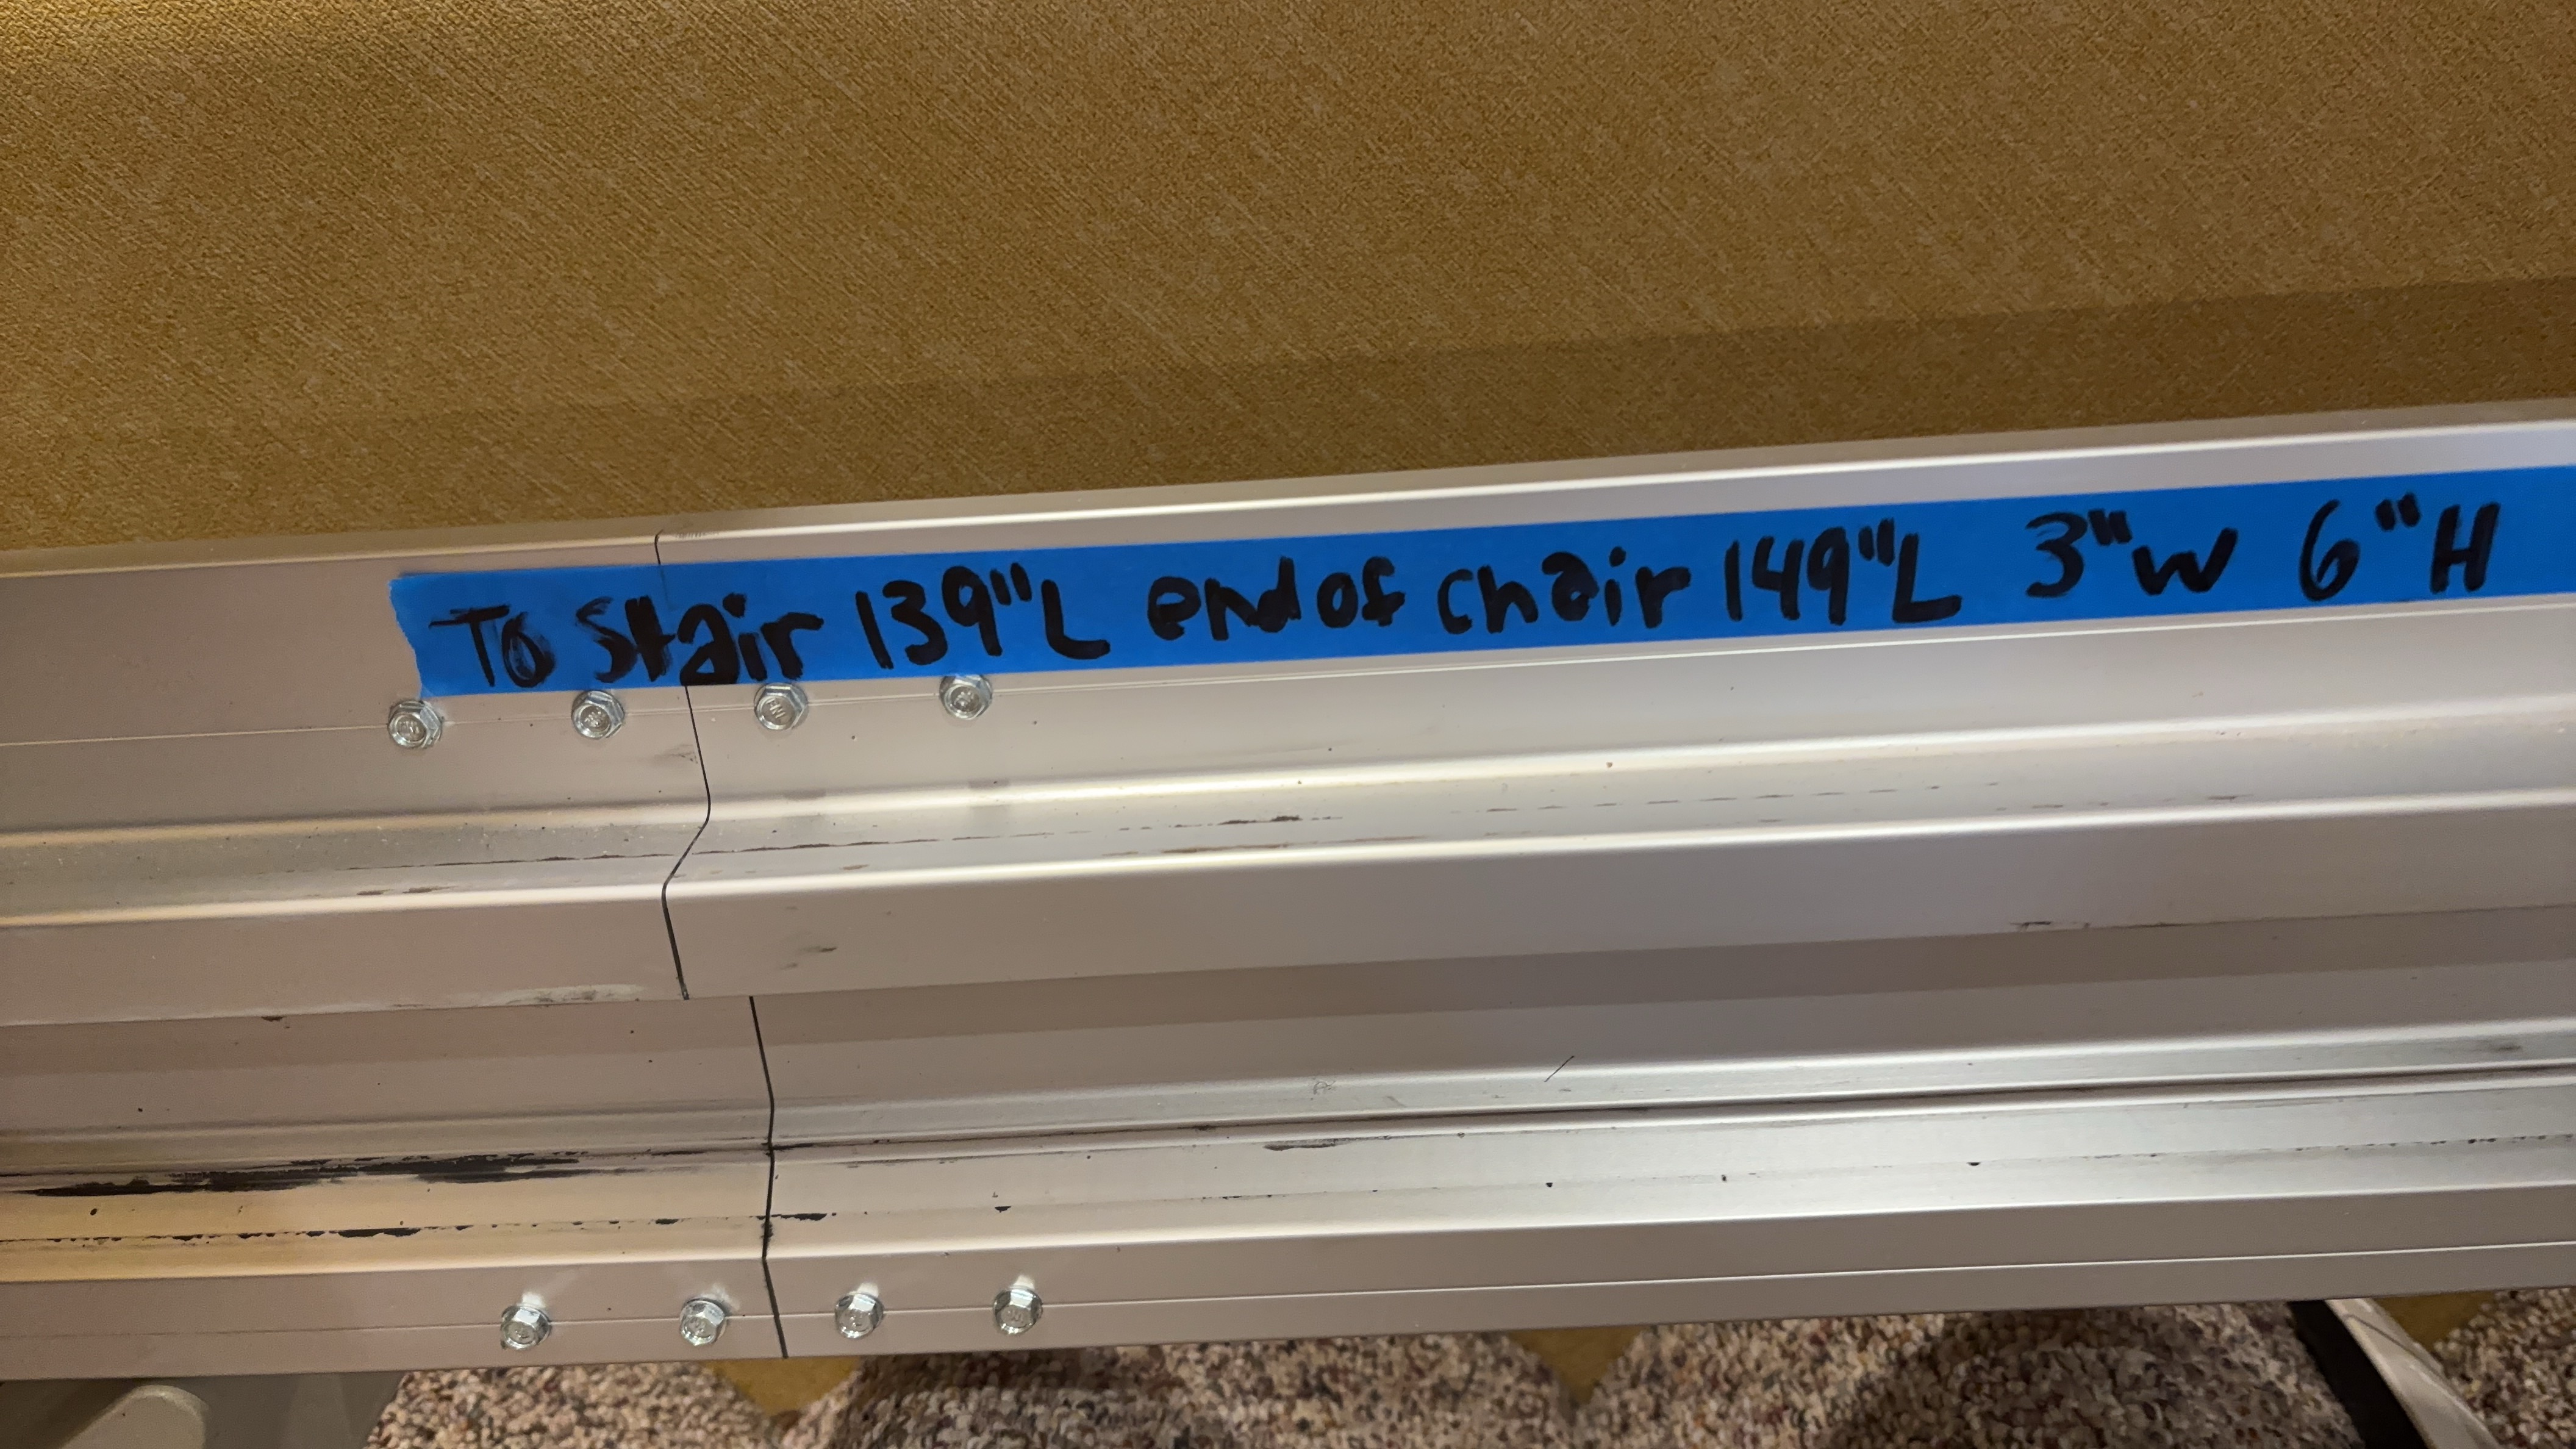 To Stair 139"L end of chair 149"L 3"W 6"H